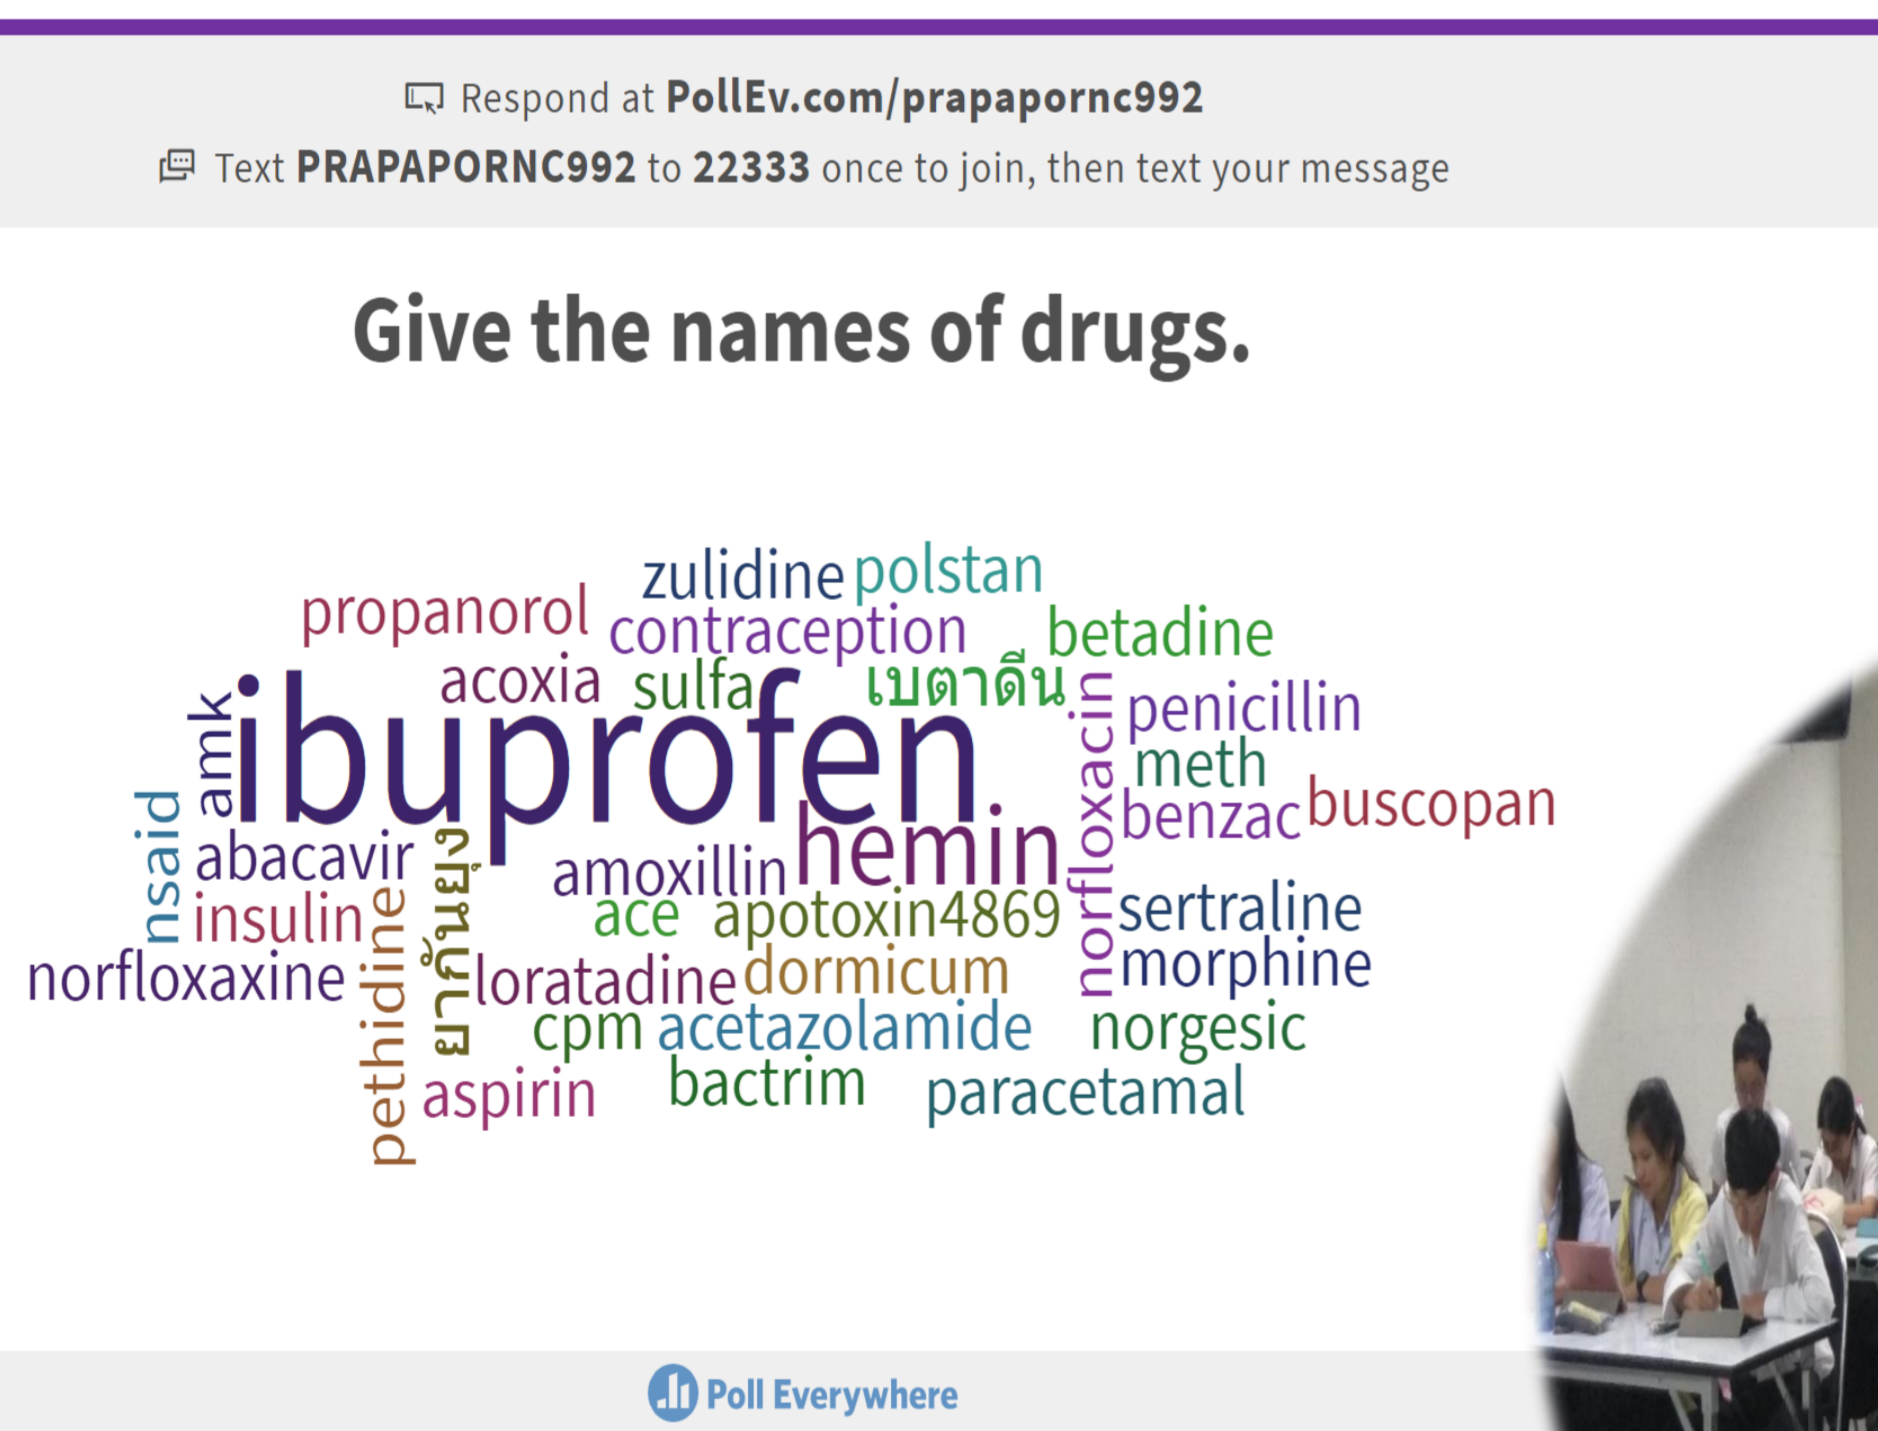 Respond at PollEv.com/prapapornc992
Text PRAPAPORNC992 to 22333 once to join, then text your message
Give the names of drugs.
zulidine polstan
propanorol contraception betadine
acoxia sulfa เบตาดีน
amk ibuprofen norfloxacin penicillin
meth
nsaid benzac buscopan
abacavir ยากันยุง amoxillin hemin
insulin pethidine ace apotoxin4869 sertraline
norfloxaxine loratadine dormicum morphine
cpm acetazolamide norgesic
aspirin bactrim paracetamal
Poll Everywhere